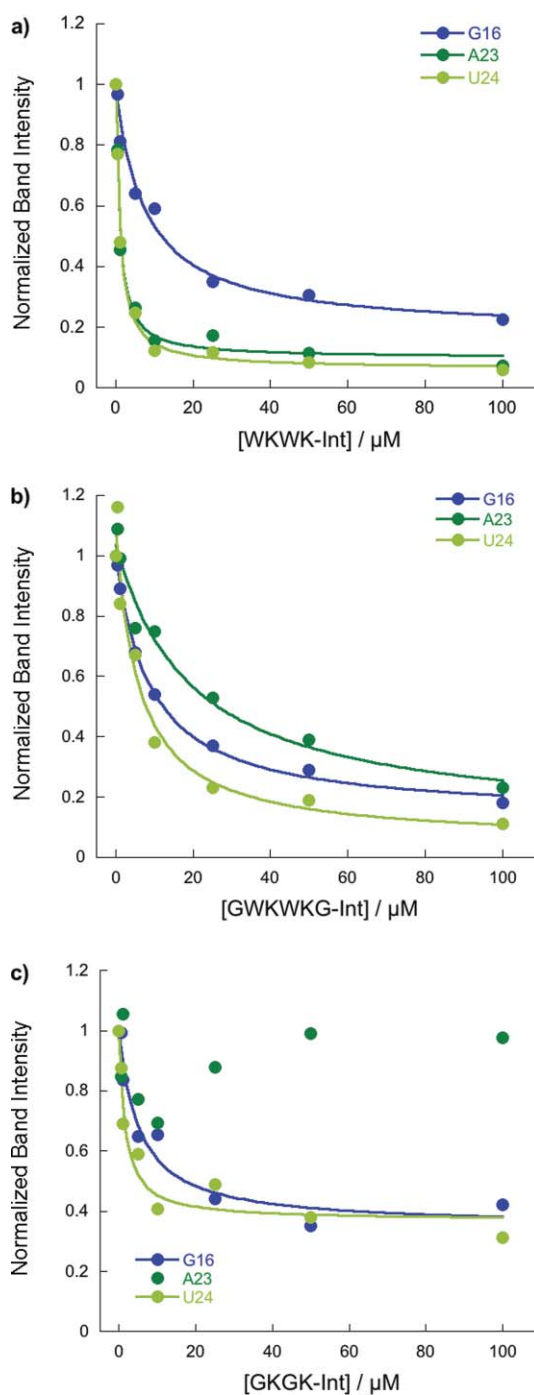 a)
1.2
1
0.8
0.6
0.4
0.2
0
Normalized Band Intensity
G16
A23
U24
0 20 40 60 80 100
[WKWK-Int] / µM
b)
1.2
1
0.8
0.6
0.4
0.2
0
Normalized Band Intensity
G16
A23
U24
0 20 40 60 80 100
[GWKWKG-Int] / µM
c)
1.2
1
0.8
0.6
0.4
0.2
0
Normalized Band Intensity
G16
A23
U24
0 20 40 60 80 100
[GKGK-Int] / µM